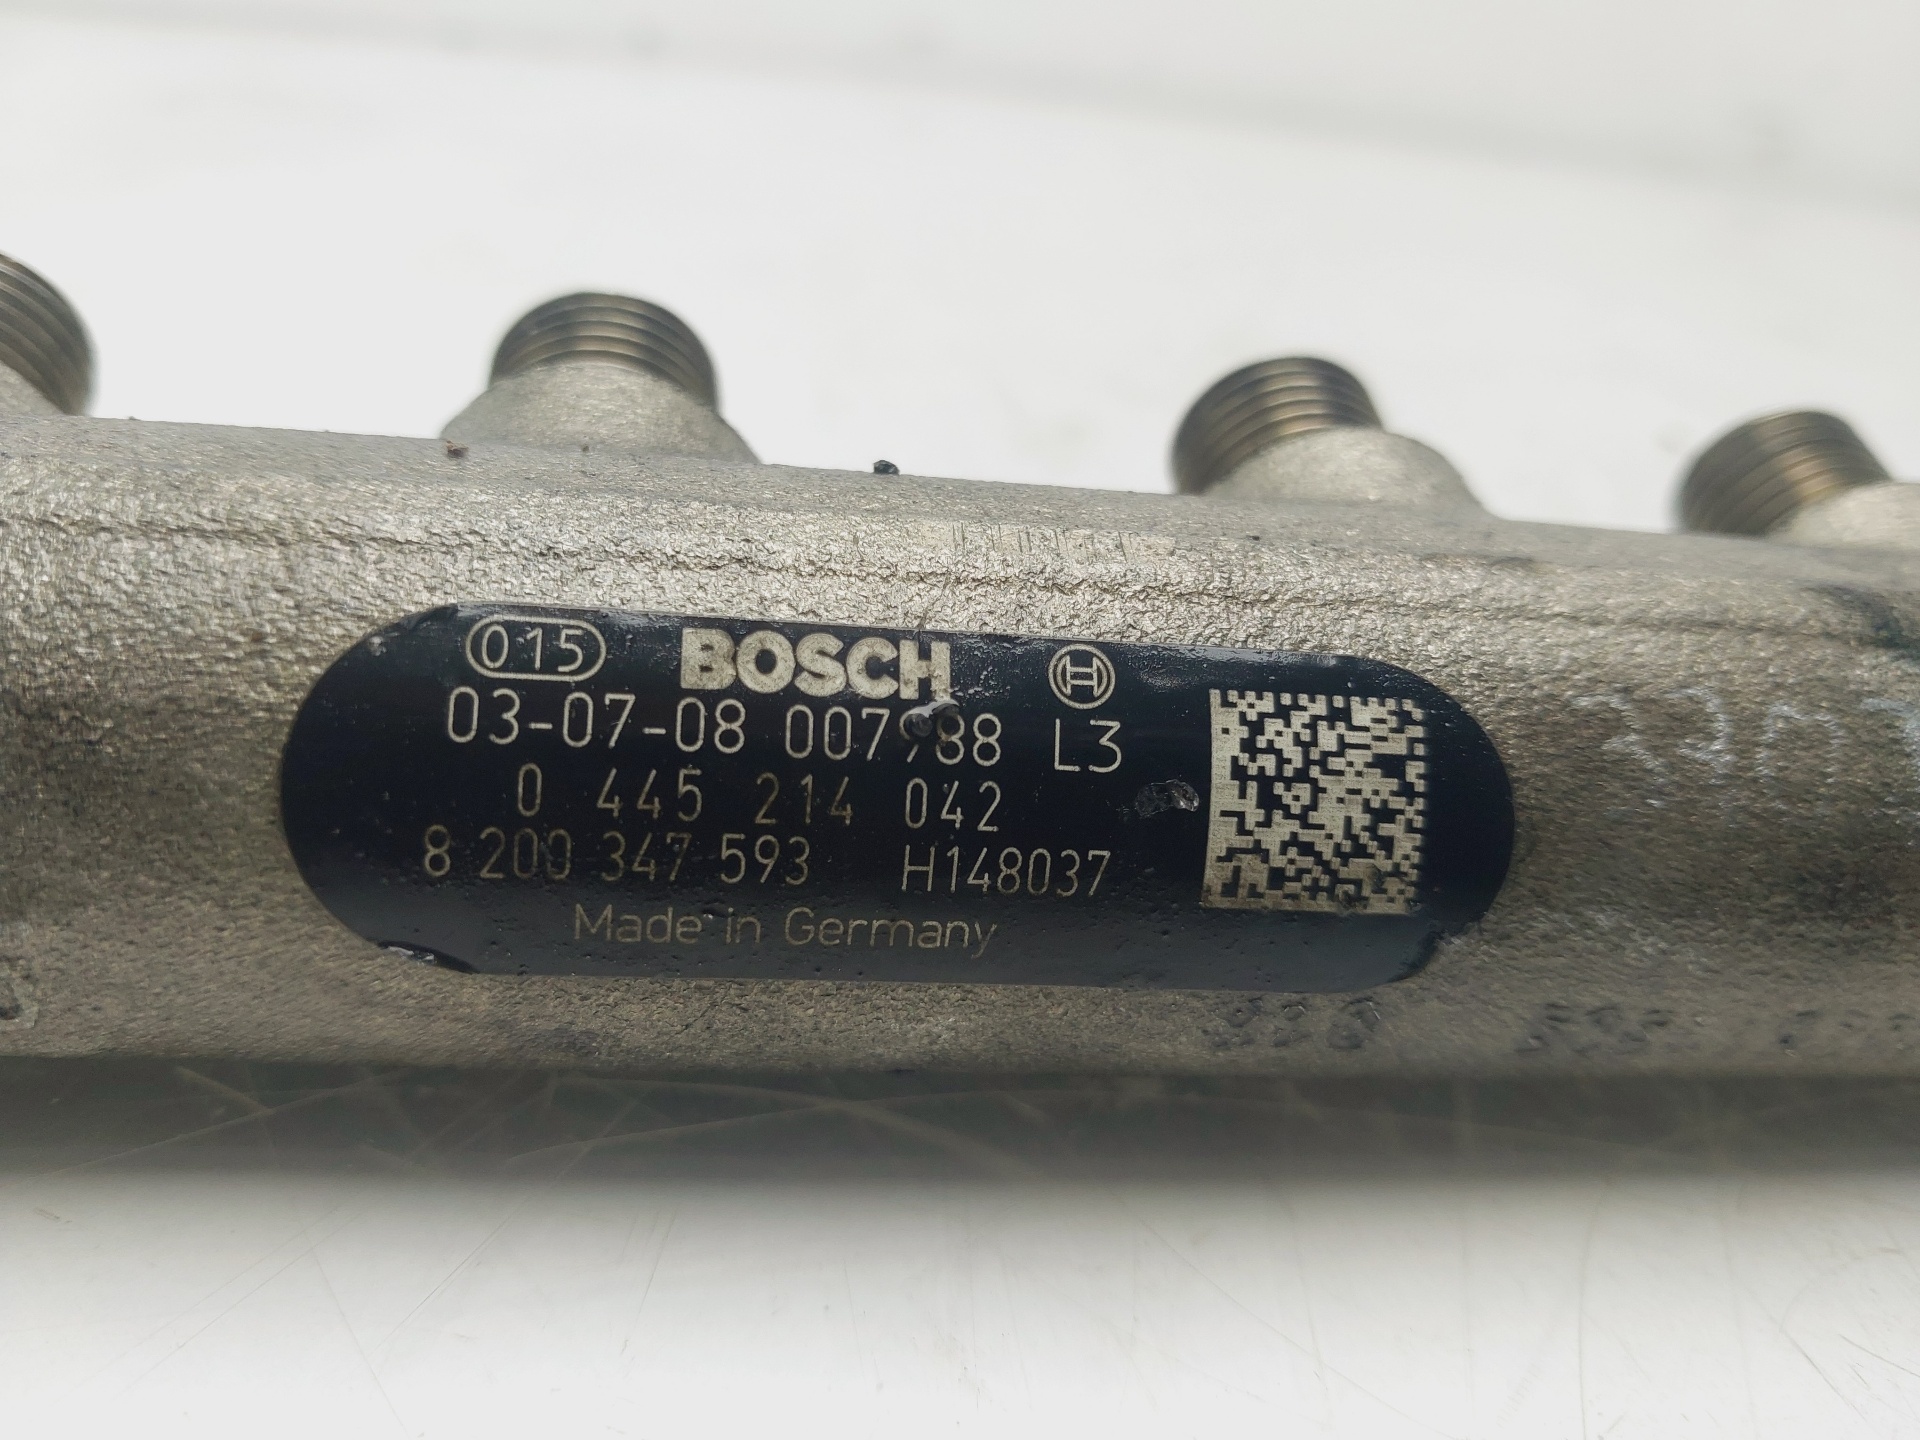 015 BOSCH H
03-07-08 007988 L3
0 445 214 042
8 200 347 593 H148037
Made in Germany